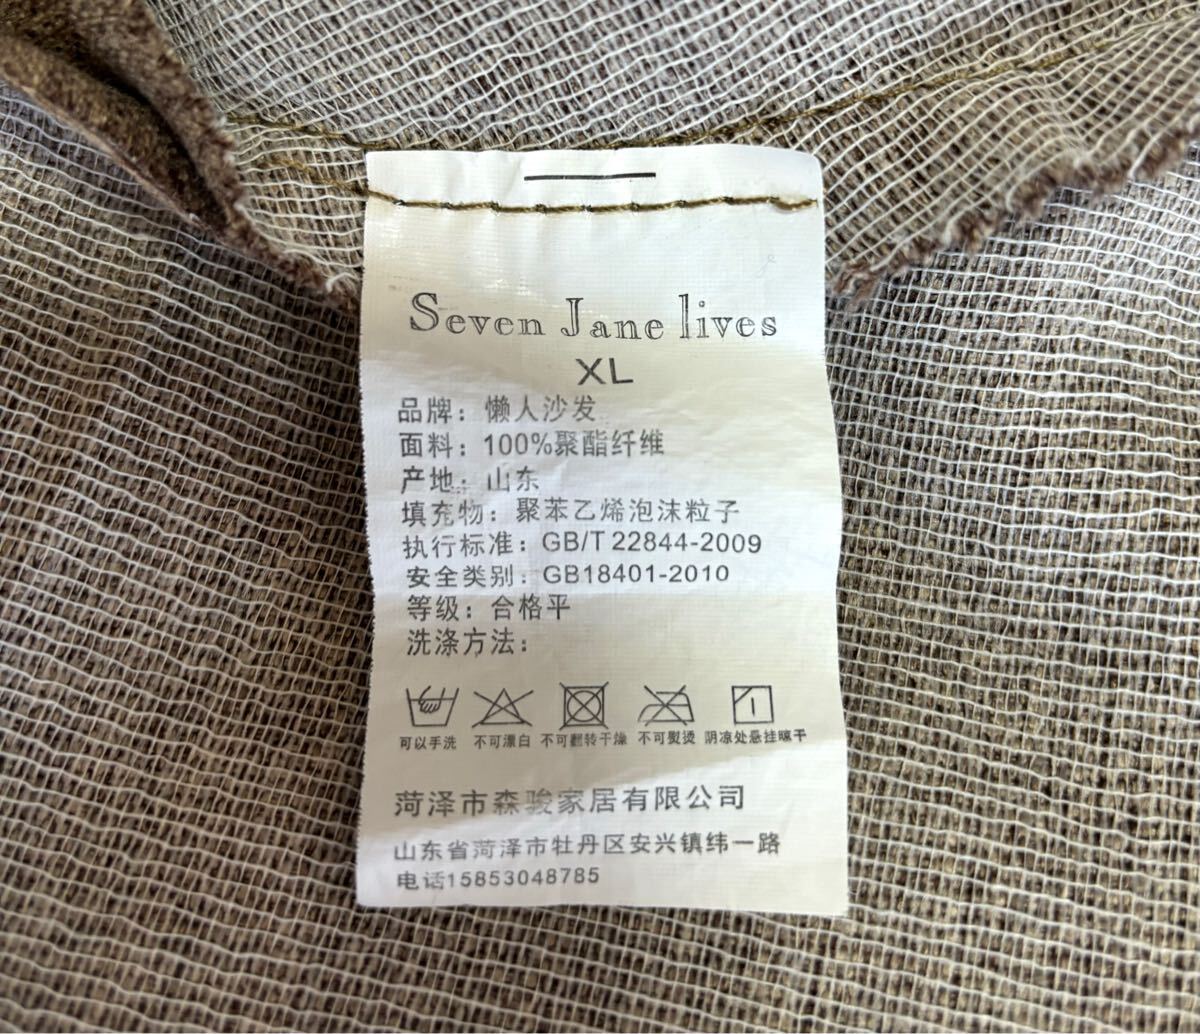 Seven Jane lives
XL
品牌：懒人沙发
面料：100%聚酯纤维
产地：山东
填充物：聚苯乙烯泡沫粒子
执行标准：GB/T 22844-2009
安全类别：GB18401-2010
等级：合格平
洗涤方法：
可以手洗 不可漂白 不可翻转干燥 不可熨烫 阴凉处悬挂晾干
菏泽市森骏家居有限公司
山东省菏泽市牡丹区安兴镇纬一路
电话15853048785